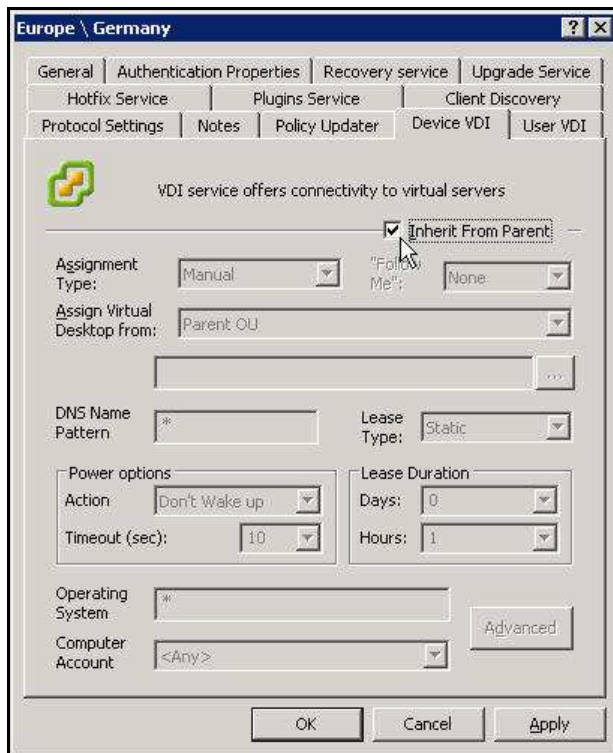 Europe \ Germany
General Authentication Properties Recovery service Upgrade Service
Hotfix Service Plugins Service Client Discovery
Protocol Settings Notes Policy Updater Device VDI User VDI
VDI service offers connectivity to virtual servers
Inherit From Parent
Assignment Type: Manual "Follow Me": None
Assign Virtual Desktop from: Parent OU
...
DNS Name Pattern * Lease Type: Static
Power options Lease Duration
Action Don't Wake up Days: 0
Timeout (sec): 10 Hours: 1
Operating System *
Advanced
Computer Account <Any>
OK Cancel Apply